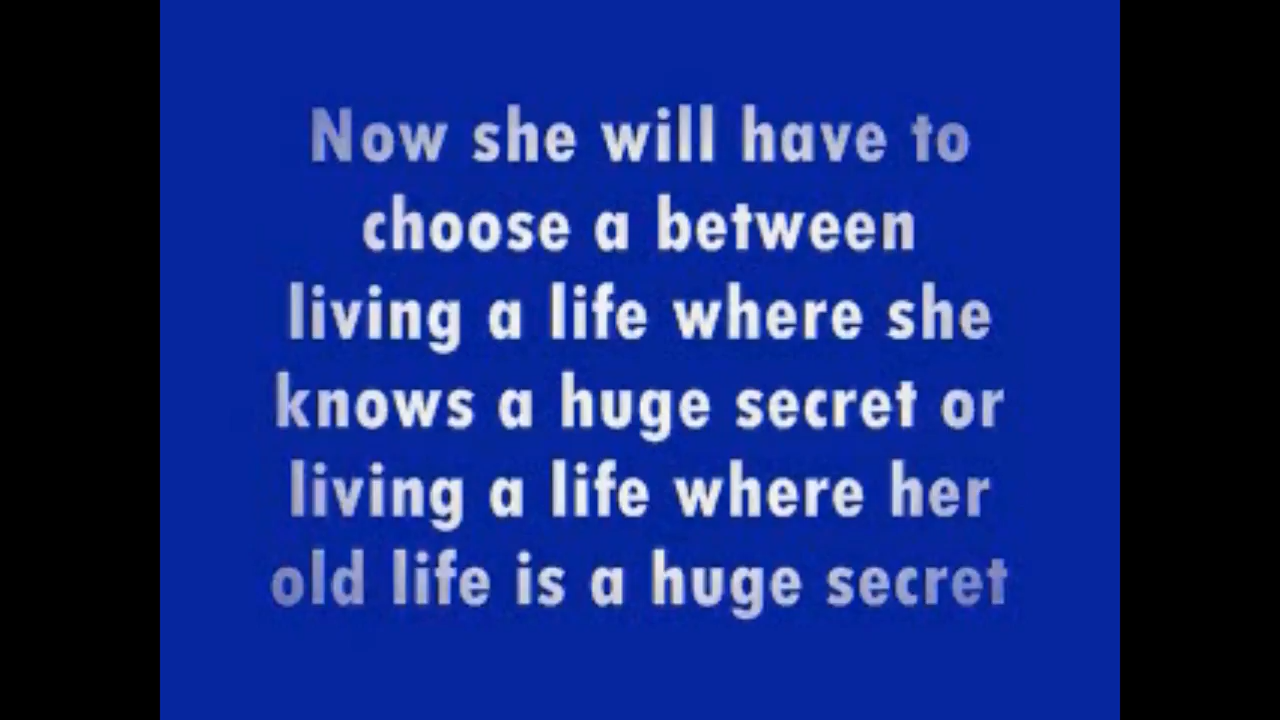 Now she will have to
choose a between
living a life where she
knows a huge secret or
living a life where her
old life is a huge secret